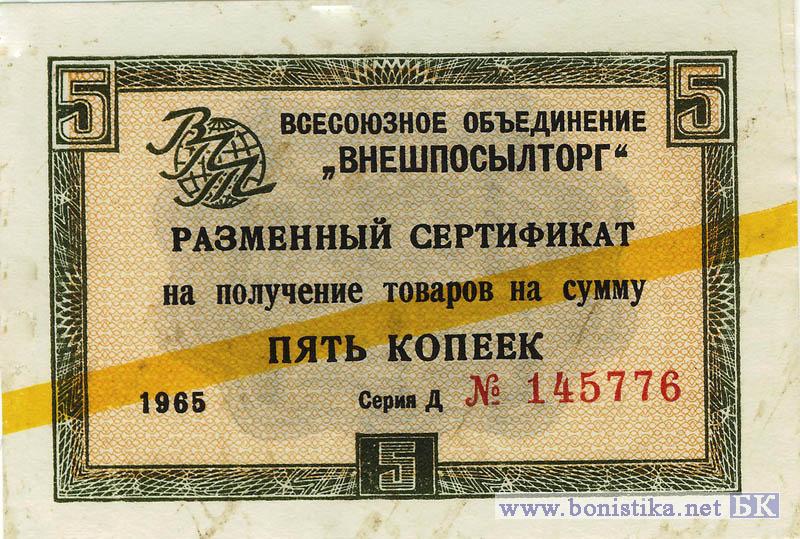 5 5
ВПТ
ВСЕСОЮЗНОЕ ОБЪЕДИНЕНИЕ
„ВНЕШПОСЫЛТОРГ“
РАЗМЕННЫЙ СЕРТИФИКАТ
на получение товаров на сумму
ПЯТЬ КОПЕЕК
1965 Серия Д № 145776
5
www.bonistika.net БК